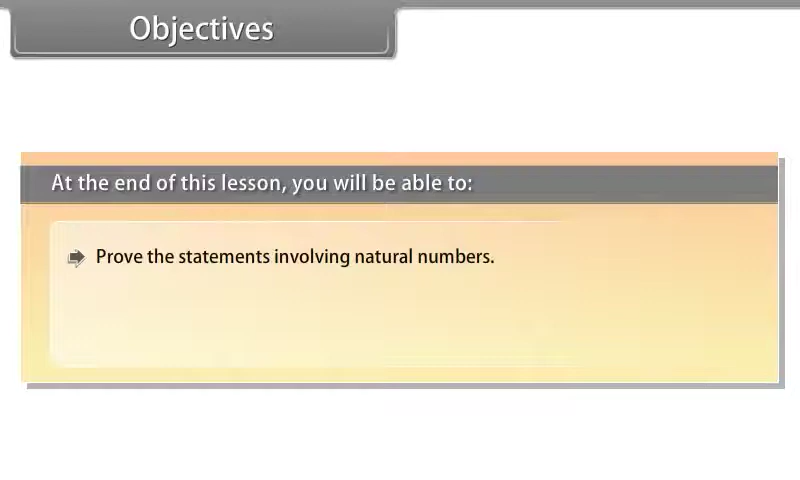 Objectives
At the end of this lesson, you will be able to:
Prove the statements involving natural numbers.